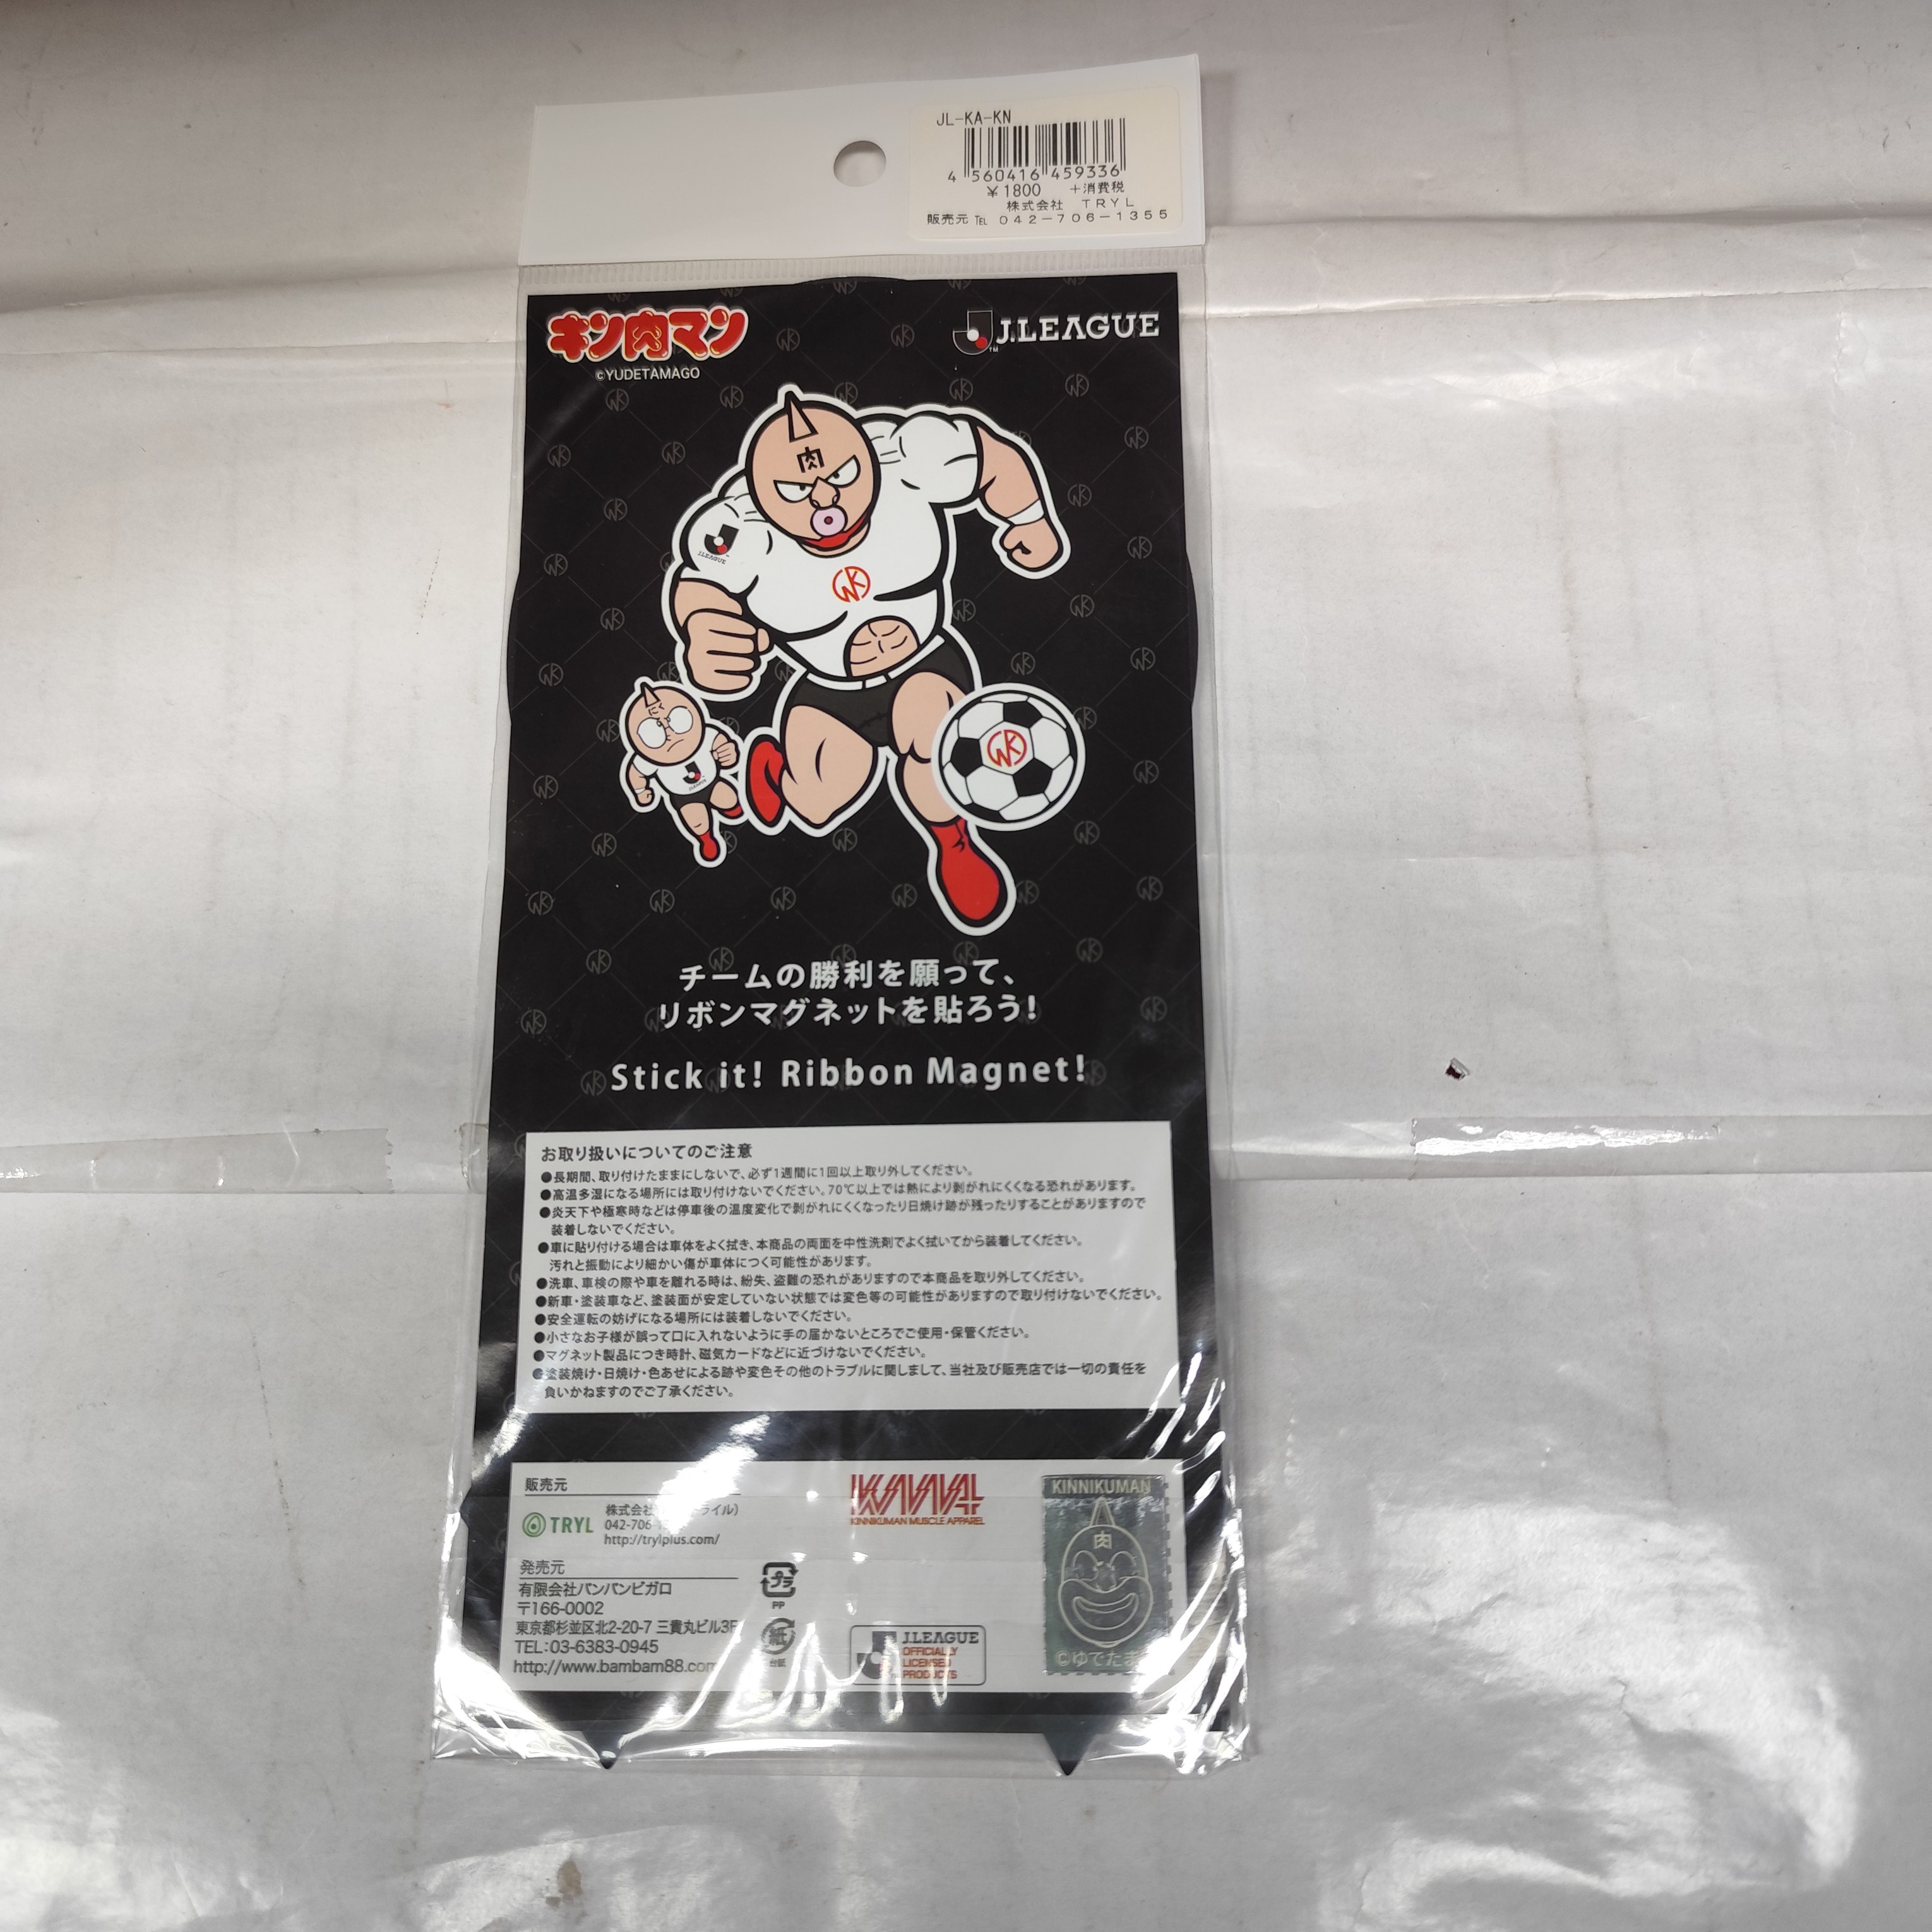 JL-KA-KN
4 560416 459336
¥1800 +消費税
株式会社 TRYL
販売元 ℡ 042-706-1355
キン肉マン
J.LEAGUE
©YUDETAMAGO
肉
J.LEAGUE
KN
にく
KN
チームの勝利を願って、
リボンマグネットを貼ろう!
Stick it! Ribbon Magnet!
お取り扱いについてのご注意
●長期間、取り付けたままにしないで、必ず1週間に1回以上取り外してください。
●高温多湿になる場所には取り付けないでください。70℃以上では熱により剥がれにくくなる恐れがあります。
●炎天下や極寒時などは停車後の温度変化で剥がれにくくなったり日焼け跡が残ったりすることがありますので
装着しないでください。
●車に貼り付ける場合は車体をよく拭き、本商品の両面を中性洗剤でよく拭いてから装着してください。
汚れと振動により細かい傷が車体につく可能性があります。
●洗車、車検の際や車を離れる時は、紛失、盗難の恐れがありますので本商品を取り外してください。
●新車・塗装車など、塗装面が安定していない状態では変色等の可能性がありますので取り付けないでください。
●安全運転の妨げになる場所には装着しないでください。
●小さなお子様が誤って口に入れないように手の届かないところでご使用・保管ください。
●マグネット製品につき時計、磁気カードなどに近づけないでください。
●塗装焼け・日焼け・色あせによる跡や変色その他のトラブルに関しまして、当社及び販売店では一切の責任を
負いかねますのでご了承ください。
販売元
TRYL
株式会社 ライル)
042-706-
http://trylplus.com/
発売元
有限会社バンバンビガロ
〒166-0002
東京都杉並区北2-20-7 三貴丸ビル3F
TEL:03-6383-0945
http://www.bambam88.com
プラ
PP
紙
台紙
KINNIKUMAN MUSCLE APPAREL
J.LEAGUE
OFFICIALLY
LICENSED
PRODUCTS
KINNIKUMAN
肉
©ゆでたま